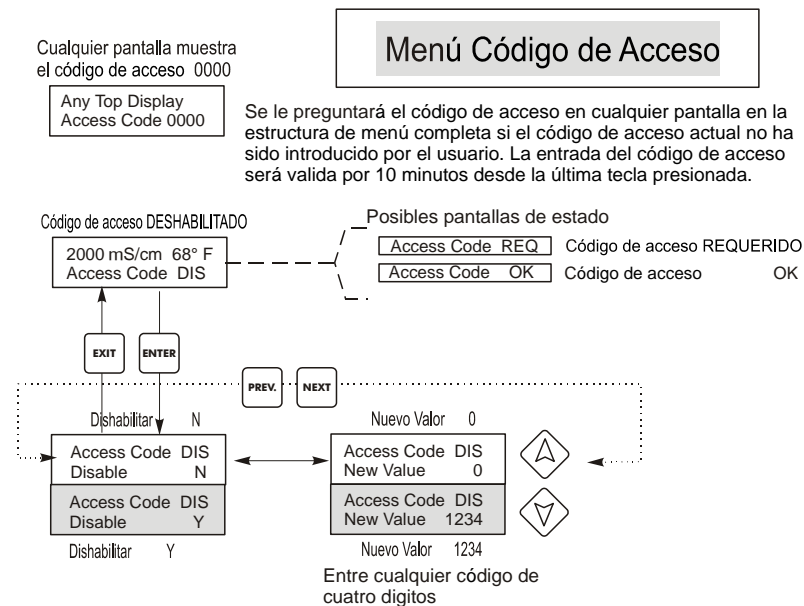 Menú Código de Acceso
Cualquier pantalla muestra
el código de acceso 0000
Any Top Display
Access Code 0000
Se le preguntará el código de acceso en cualquier pantalla en la
estructura de menú completa si el código de acceso actual no ha
sido introducido por el usuario. La entrada del código de acceso
será valida por 10 minutos desde la última tecla presionada.
Código de acceso DESHABILITADO
2000 mS/cm 68° F
Access Code DIS
Posibles pantallas de estado
Access Code REQ Código de acceso REQUERIDO
Access Code OK Código de acceso OK
EXIT
ENTER
PREV.
NEXT
Dishabilitar N
Access Code DIS
Disable N
Access Code DIS
Disable Y
Dishabilitar Y
Nuevo Valor 0
Access Code DIS
New Value 0
Access Code DIS
New Value 1234
Nuevo Valor 1234
Entre cualquier código de
cuatro digitos